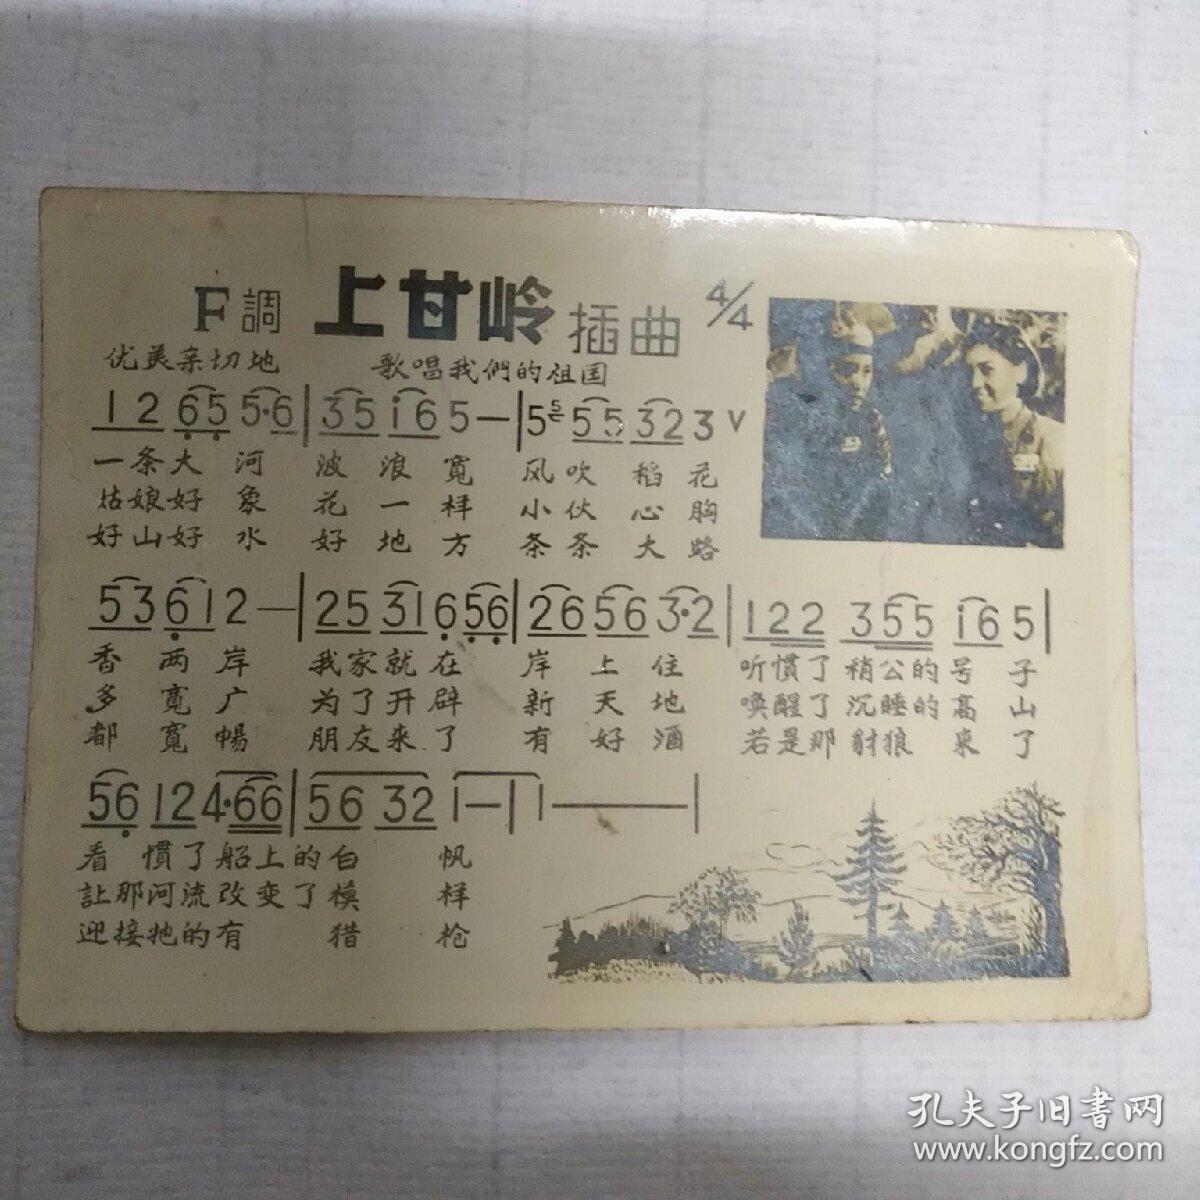 F調 上甘岭 插曲 4/4
优美亲切地 歌唱我們的祖国
1 2 6 5 5·6 | 3 5 i 6 5 — | 5 5 5 5 3 2 3 V
一条大河 波浪寬 风吹稻花
姑娘好象 花一样 小伙心胸
好山好水 好地方 条条大路
5 3 6 1 2 — | 2 5 3 1 6 5 6 | 2 6 5 6 3·2 | 1 2 2 3 5 5 i 6 5 |
香两岸 我家就在 岸上住 听慣了稍公的号子
多寬广 为了开辟 新天地 喚醒了沉睡的高山
都寬暢 朋友来了 有好酒 若是那豺狼来了
5 6 1 2 4·6 6 | 5 6 3 2 1 — | 1 — |
看慣了船上的白帆
註那河流改变了模样
迎接牠的有猎枪
孔夫子旧書网
www.kongfz.com